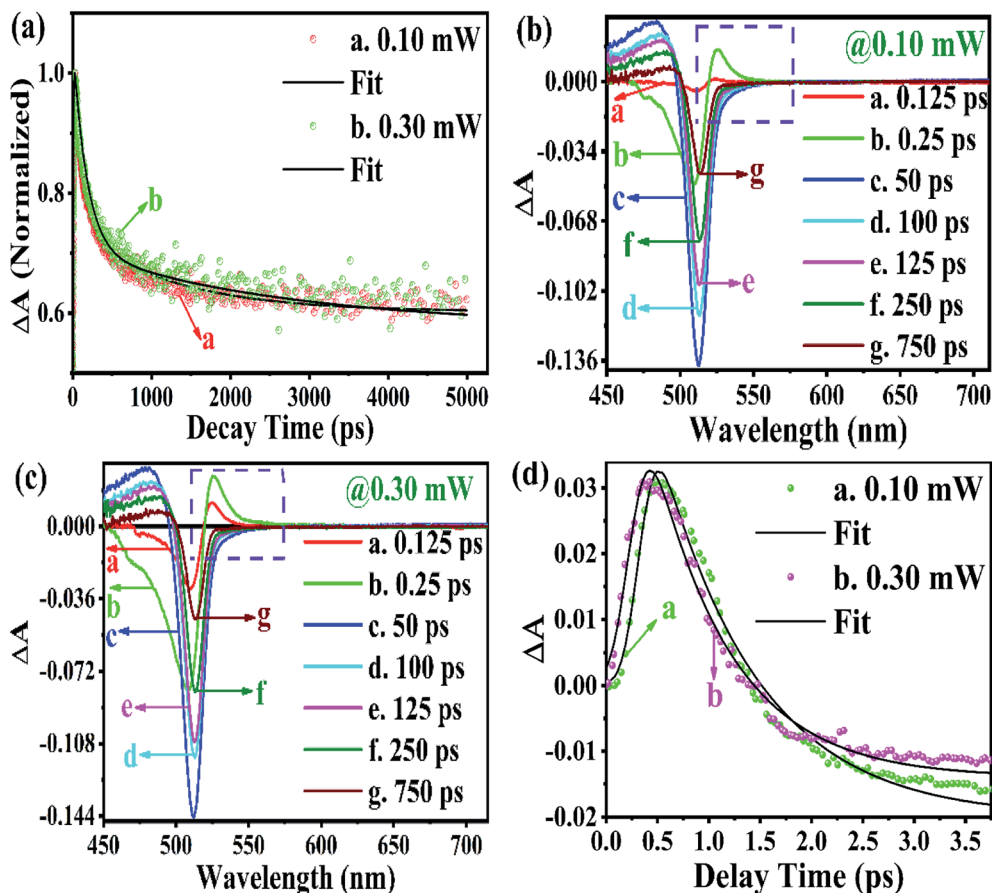 (a)
a. 0.10 mW
Fit
b. 0.30 mW
Fit
b
a
ΔA (Normalized)
1.0
0.8
0.6
0 1000 2000 3000 4000 5000
Decay Time (ps)
(b)
@0.10 mW
a. 0.125 ps
b. 0.25 ps
c. 50 ps
d. 100 ps
e. 125 ps
f. 250 ps
g. 750 ps
a
b
g
c
f
e
d
ΔA
0.000
-0.034
-0.068
-0.102
-0.136
450 500 550 600 650 700
Wavelength (nm)
(c)
@0.30 mW
a. 0.125 ps
b. 0.25 ps
c. 50 ps
d. 100 ps
e. 125 ps
f. 250 ps
g. 750 ps
a
b
g
c
f
e
d
ΔA
0.000
-0.036
-0.072
-0.108
-0.144
450 500 550 600 650 700
Wavelength (nm)
(d)
a. 0.10 mW
Fit
b. 0.30 mW
Fit
a
b
ΔA
0.03
0.02
0.01
0.00
-0.01
-0.02
0.0 0.5 1.0 1.5 2.0 2.5 3.0 3.5
Delay Time (ps)